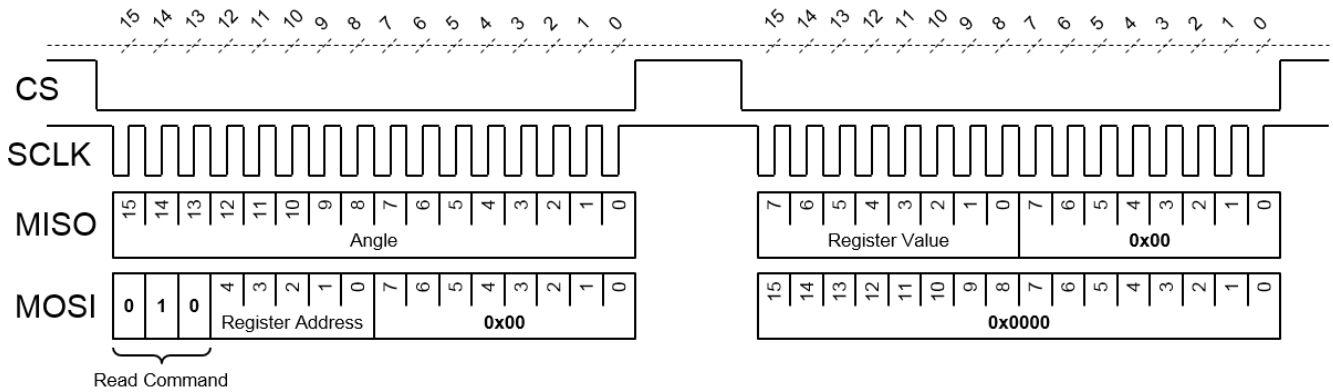 15 14 13 12 11 10 9 8 7 6 5 4 3 2 1 0 15 14 13 12 11 10 9 8 7 6 5 4 3 2 1 0
CS
SCLK
MISO 15 14 13 12 11 10 9 8 7 6 5 4 3 2 1 0 7 6 5 4 3 2 1 0 7 6 5 4 3 2 1 0
Angle Register Value 0x00
MOSI 0 1 0 4 3 2 1 0 7 6 5 4 3 2 1 0 15 14 13 12 11 10 9 8 7 6 5 4 3 2 1 0
Register Address 0x00 0x0000
Read Command